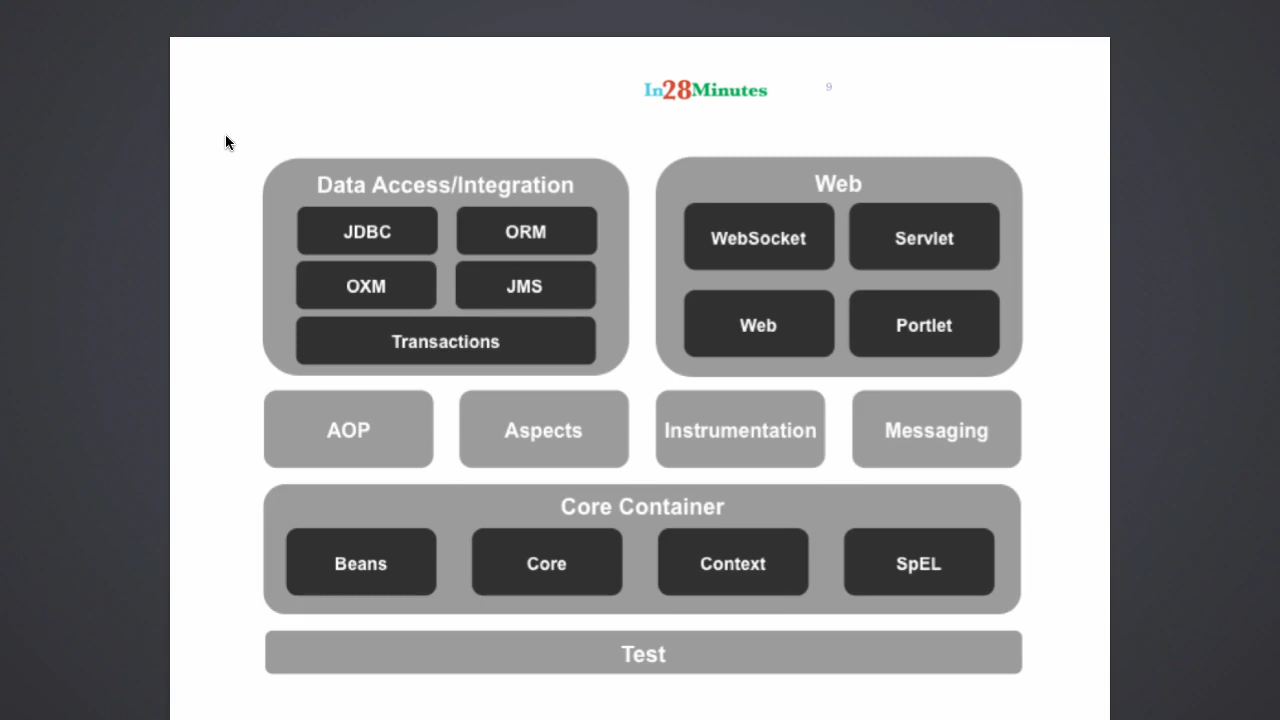 In28Minutes 9
Data Access/Integration
JDBC ORM
OXM JMS
Transactions
Web
WebSocket Servlet
Web Portlet
AOP Aspects Instrumentation Messaging
Core Container
Beans Core Context SpEL
Test